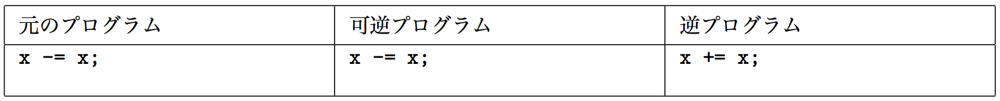 元のプログラム 可逆プログラム 逆プログラム
x -= x; x -= x; x += x;